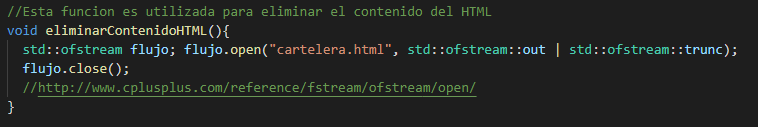 //Esta funcion es utilizada para eliminar el contenido del HTML
void eliminarContenidoHTML(){
std::ofstream flujo; flujo.open("cartelera.html", std::ofstream::out | std::ofstream::trunc);
flujo.close();
//http://www.cplusplus.com/reference/fstream/ofstream/open/
}